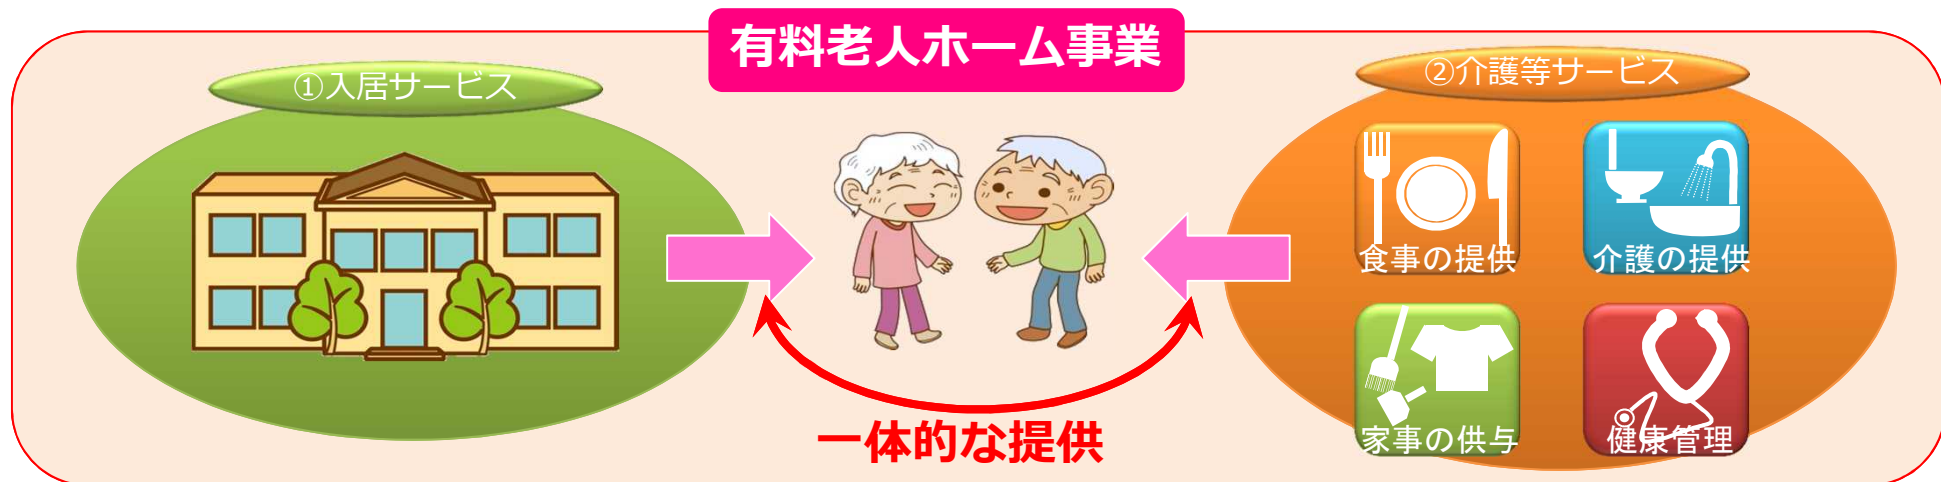 有料老人ホーム事業
①入居サービス
②介護等サービス
食事の提供
介護の提供
家事の供与
健康管理
一体的な提供